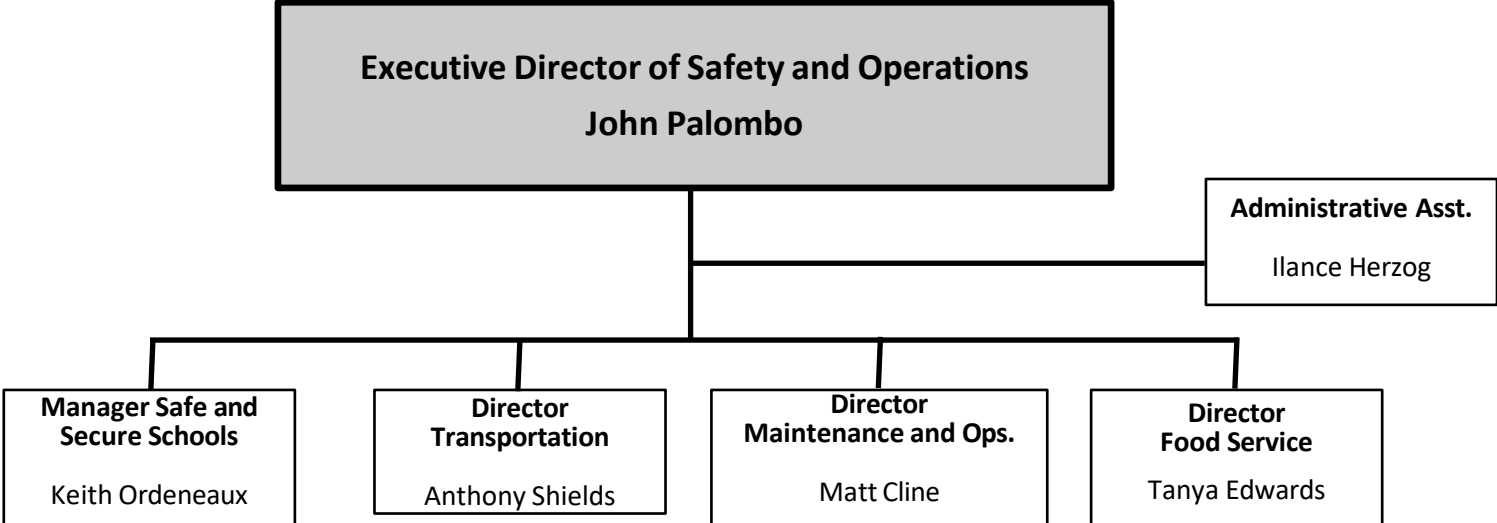 Executive Director of Safety and Operations
John Palombo
Administrative Asst.
Ilance Herzog
Manager Safe and
Secure Schools
Keith Ordeneaux
Director
Transportation
Anthony Shields
Director
Maintenance and Ops.
Matt Cline
Director
Food Service
Tanya Edwards